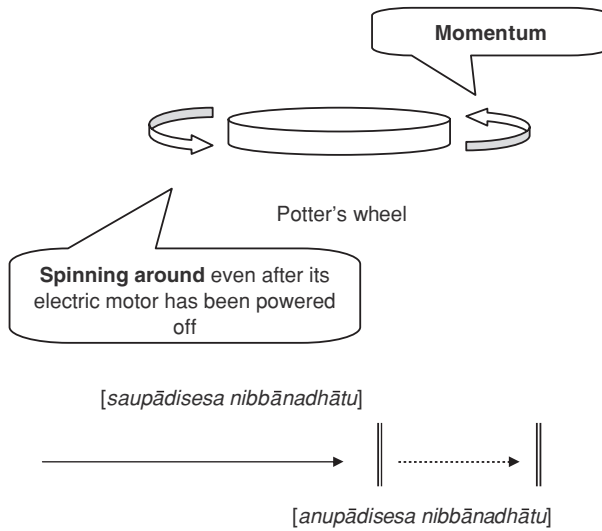 Momentum
Potter's wheel
Spinning around even after its
electric motor has been powered
off
[saupādisesa nibbānadhātu]
[anupādisesa nibbānadhātu]